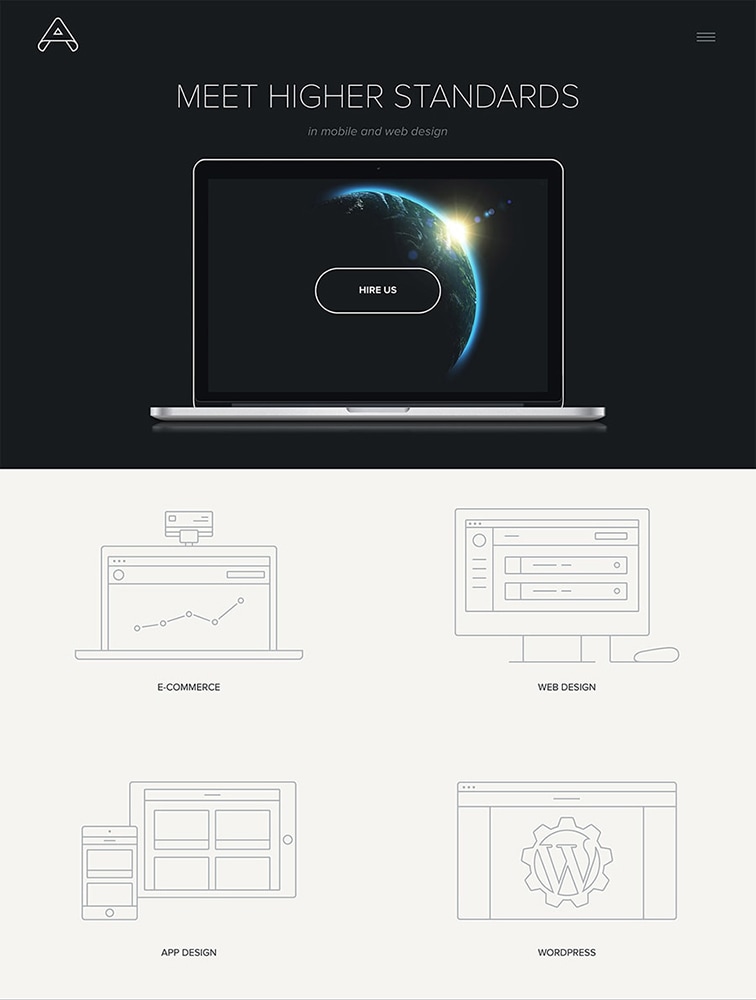 MEET HIGHER STANDARDS
in mobile and web design
HIRE US
E-COMMERCE
WEB DESIGN
APP DESIGN
WORDPRESS